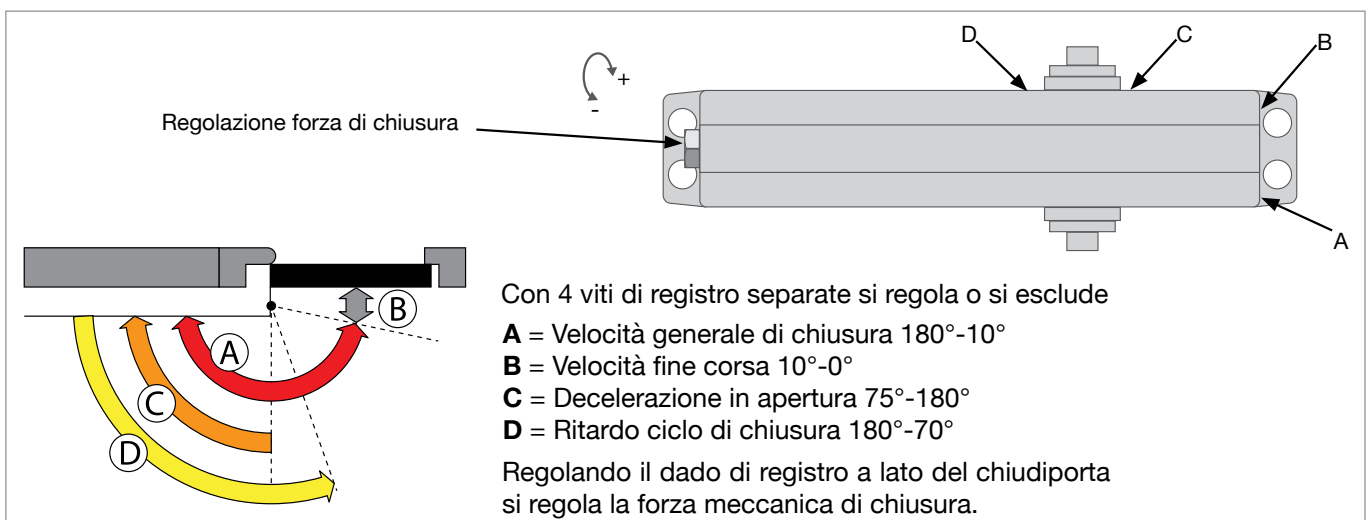 D
C
B
+
-
Regolazione forza di chiusura
A
B
A
C
D
Con 4 viti di registro separate si regola o si esclude
A = Velocità generale di chiusura 180°-10°
B = Velocità fine corsa 10°-0°
C = Decelerazione in apertura 75°-180°
D = Ritardo ciclo di chiusura 180°-70°
Regolando il dado di registro a lato del chiudiporta
si regola la forza meccanica di chiusura.